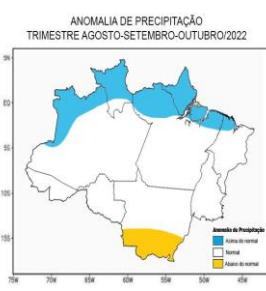 ANOMALIA DE PRECIPITAÇÃO
TRIMESTRE AGOSTO-SETEMBRO-OUTUBRO/2022
5N
EQ
5S
10S
15S
75W
70W
65W
60W
55W
50W
45W
Anomalia de Precipitação
Acima do normal
Normal
Abaixo do normal